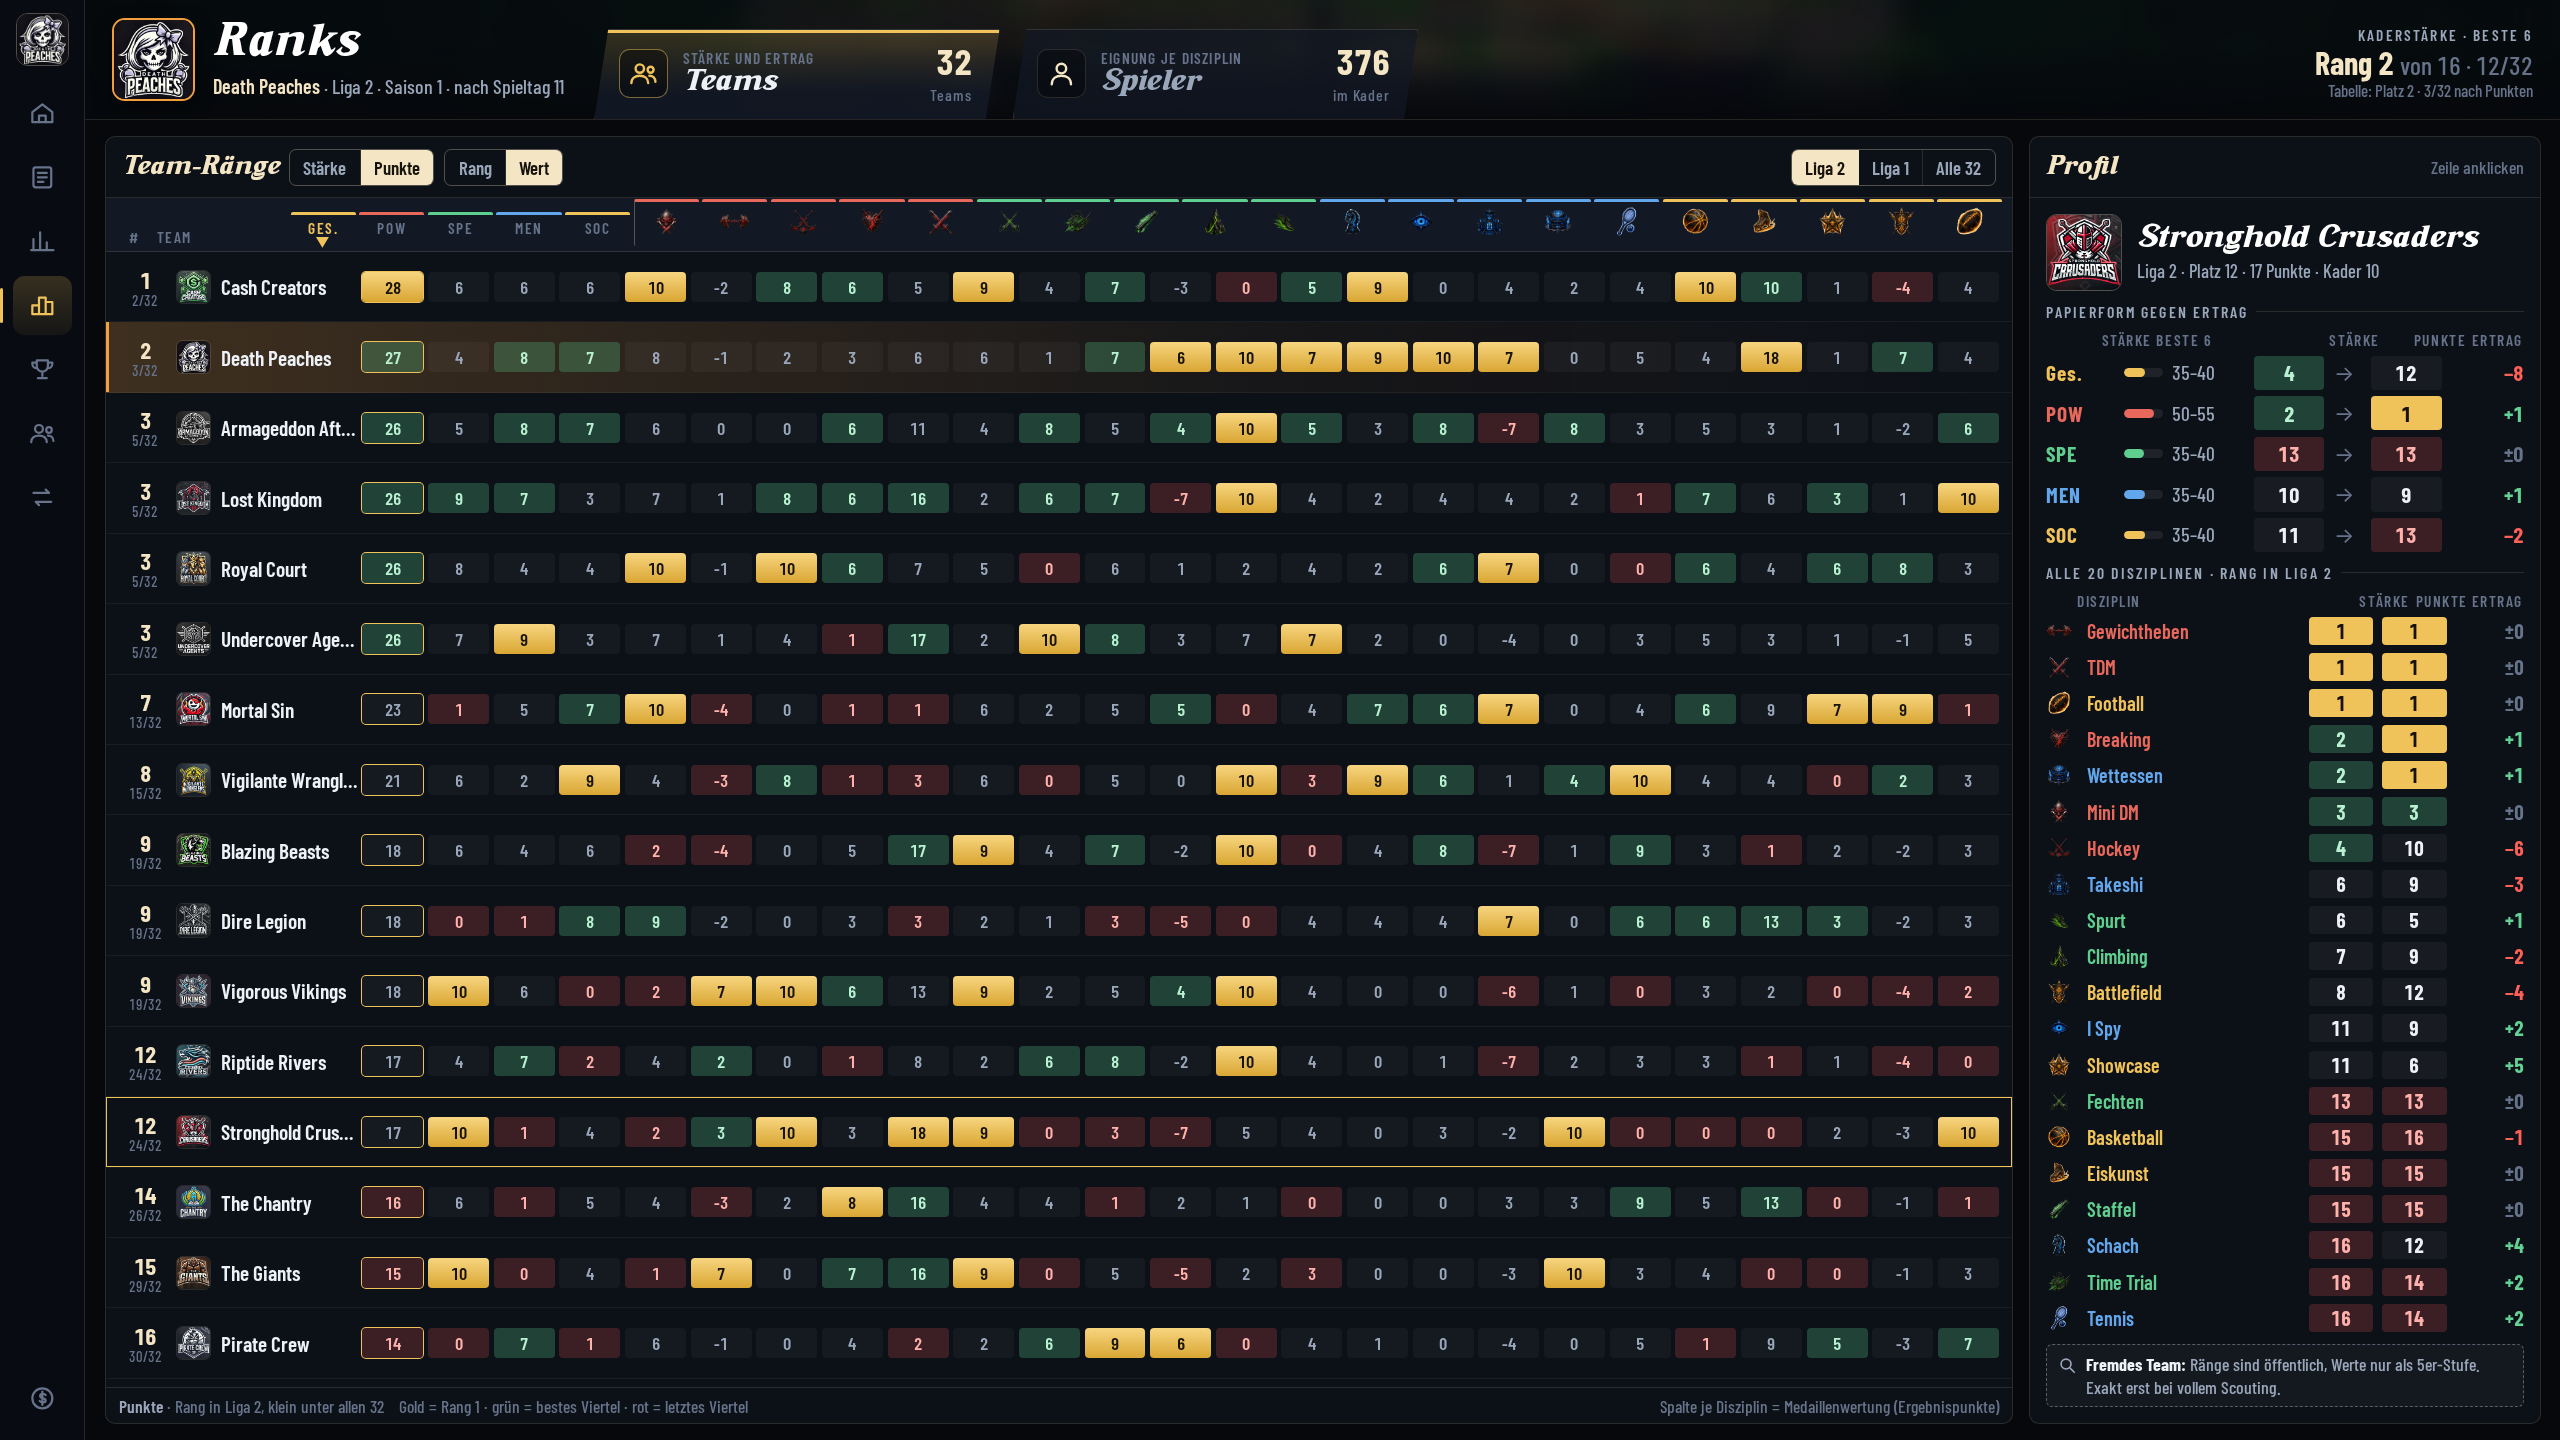 Ranks
Death Peaches · Liga 2 · Saison 1 · nach Spieltag 11
STÄRKE UND ERTRAG
Teams
32
Teams
EIGNUNG JE DISZIPLIN
Spieler
376
im Kader
KADERSTÄRKE · BESTE 6
Rang 2 von 16 · 12/32
Tabelle: Platz 2 · 3/32 nach Punkten
Team-Ränge Stärke Punkte Rang Wert Liga 2 Liga 1 Alle 32
# TEAM GES. POW SPE MEN SOC
1 2/32 Cash Creators 28 6 6 6 10 -2 8 6 5 9 4 7 -3 0 5 9 0 4 2 4 10 10 1 -4 4
2 3/32 Death Peaches 27 4 8 7 8 -1 2 3 6 6 1 7 6 10 7 9 10 7 0 5 4 18 1 7 4
3 5/32 Armageddon Aft... 26 5 8 7 6 0 0 6 11 4 8 5 4 10 5 3 8 -7 8 3 5 3 1 -2 6
3 5/32 Lost Kingdom 26 9 7 3 7 1 8 6 16 2 6 7 -7 10 4 2 4 4 2 1 7 6 3 1 10
3 5/32 Royal Court 26 8 4 4 10 -1 10 6 7 5 0 6 1 2 4 2 6 7 0 0 6 4 6 8 3
3 5/32 Undercover Age... 26 7 9 3 7 1 4 1 17 2 10 8 3 7 7 2 0 -4 0 3 5 3 1 -1 5
7 13/32 Mortal Sin 23 1 5 7 10 -4 0 1 1 6 2 5 5 0 4 7 6 7 0 4 6 9 7 9 1
8 15/32 Vigilante Wrangl... 21 6 2 9 4 -3 8 1 3 6 0 5 0 10 3 9 6 1 4 10 4 4 0 2 3
9 19/32 Blazing Beasts 18 6 4 6 2 -4 0 5 17 9 4 7 -2 10 0 4 8 -7 1 9 3 1 2 -2 3
9 19/32 Dire Legion 18 0 1 8 9 -2 0 3 3 2 1 3 -5 0 4 4 4 7 0 6 6 13 3 -2 3
9 19/32 Vigorous Vikings 18 10 6 0 2 7 10 6 13 9 2 5 4 10 4 0 0 -6 1 0 3 2 0 -4 2
12 24/32 Riptide Rivers 17 4 7 2 4 2 0 1 8 2 6 8 -2 10 4 0 1 -7 2 3 3 1 1 -4 0
12 24/32 Stronghold Crus... 17 10 1 4 2 3 10 3 18 9 0 3 -7 5 4 0 3 -2 10 0 0 0 2 -3 10
14 26/32 The Chantry 16 6 1 5 4 -3 2 8 16 4 4 1 2 1 0 0 0 3 3 9 5 13 0 -1 1
15 29/32 The Giants 15 10 0 4 1 7 0 7 16 9 0 5 -5 2 3 0 0 -3 10 3 4 0 0 -1 3
16 30/32 Pirate Crew 14 0 7 1 6 -1 0 4 2 2 6 9 6 0 4 1 0 -4 0 5 1 9 5 -3 7
Punkte · Rang in Liga 2, klein unter allen 32 Gold = Rang 1 · grün = bestes Viertel · rot = letztes Viertel
Spalte je Disziplin = Medaillenwertung (Ergebnispunkte)
Profil Zeile anklicken
Stronghold Crusaders
Liga 2 · Platz 12 · 17 Punkte · Kader 10
PAPIERFORM GEGEN ERTRAG
STÄRKE BESTE 6 STÄRKE PUNKTE ERTRAG
Ges. 35–40 4 → 12 −8
POW 50–55 2 → 1 +1
SPE 35–40 13 → 13 ±0
MEN 35–40 10 → 9 +1
SOC 35–40 11 → 13 −2
ALLE 20 DISZIPLINEN · RANG IN LIGA 2
DISZIPLIN STÄRKE PUNKTE ERTRAG
Gewichtheben 1 1 ±0
TDM 1 1 ±0
Football 1 1 ±0
Breaking 2 1 +1
Wettessen 2 1 +1
Mini DM 3 3 ±0
Hockey 4 10 −6
Takeshi 6 9 −3
Spurt 6 5 +1
Climbing 7 9 −2
Battlefield 8 12 −4
I Spy 11 9 +2
Showcase 11 6 +5
Fechten 13 13 ±0
Basketball 15 16 −1
Eiskunst 15 15 ±0
Staffel 15 15 ±0
Schach 16 12 +4
Time Trial 16 14 +2
Tennis 16 14 +2
Fremdes Team: Ränge sind öffentlich, Werte nur als 5er-Stufe.
Exakt erst bei vollem Scouting.